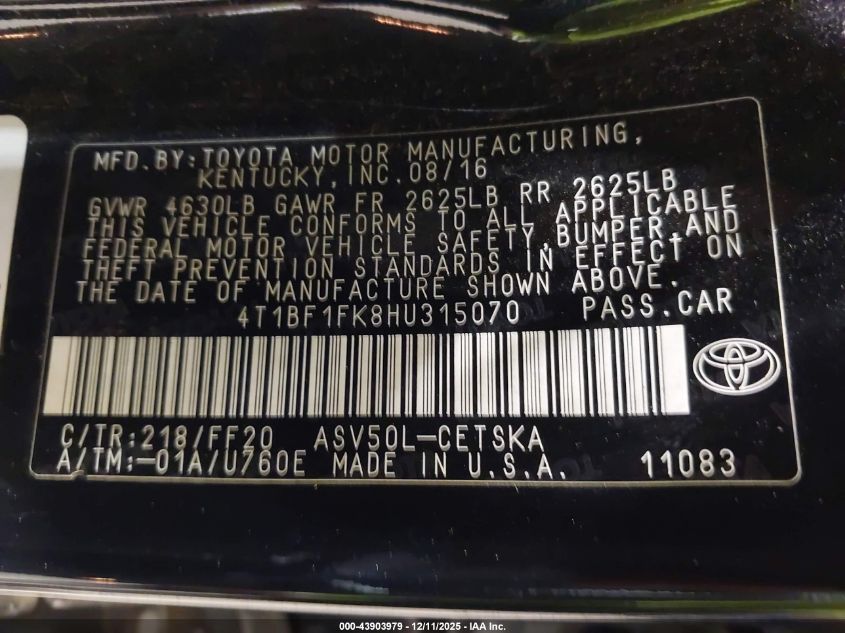 MFD. BY: TOYOTA MOTOR MANUFACTURING,
KENTUCKY, INC. 08/16
GVWR 4630LB GAWR FR 2625LB RR 2625LB
THIS VEHICLE CONFORMS TO ALL APPLICABLE
FEDERAL MOTOR VEHICLE SAFETY, BUMPER, AND
THEFT PREVENTION STANDARDS IN EFFECT ON
THE DATE OF MANUFACTURE SHOWN ABOVE.
4T1BF1FK8HU315070 PASS. CAR
C/TR: 218/FF20 ASV50L-CETSKA
A/TM: -01A/U760E MADE IN U.S.A. 11083
000-43903979 - 12/11/2025 - IAA Inc.